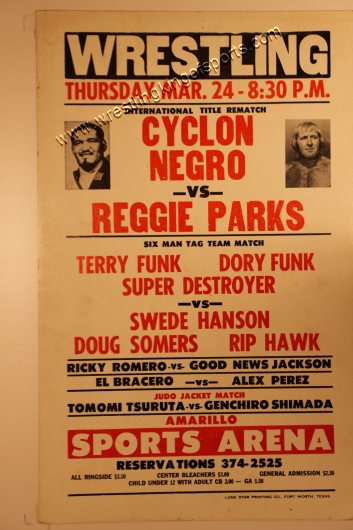 WRESTLING
THURSDAY MAR. 24 - 8:30 P.M.
INTERNATIONAL TITLE REMATCH
CYCLON
NEGRO
—VS—
REGGIE PARKS
SIX MAN TAG TEAM MATCH
TERRY FUNK DORY FUNK
SUPER DESTROYER
—VS—
SWEDE HANSON
DOUG SOMERS RIP HAWK
RICKY ROMERO -VS- GOOD NEWS JACKSON
EL BRACERO —VS— ALEX PEREZ
JUDO JACKET MATCH
TOMOMI TSURUTA -VS- GENCHIRO SHIMADA
AMARILLO
SPORTS ARENA
RESERVATIONS 374-2525
ALL RINGSIDE $3.50 CENTER BLEACHERS $3.00 GENERAL ADMISSION $2.50
CHILD UNDER 12 WITH ADULT CB 2.00 — GA 1.50
LONE STAR PRINTING CO., FORT WORTH, TEXAS
www.wrestlingringersports.com